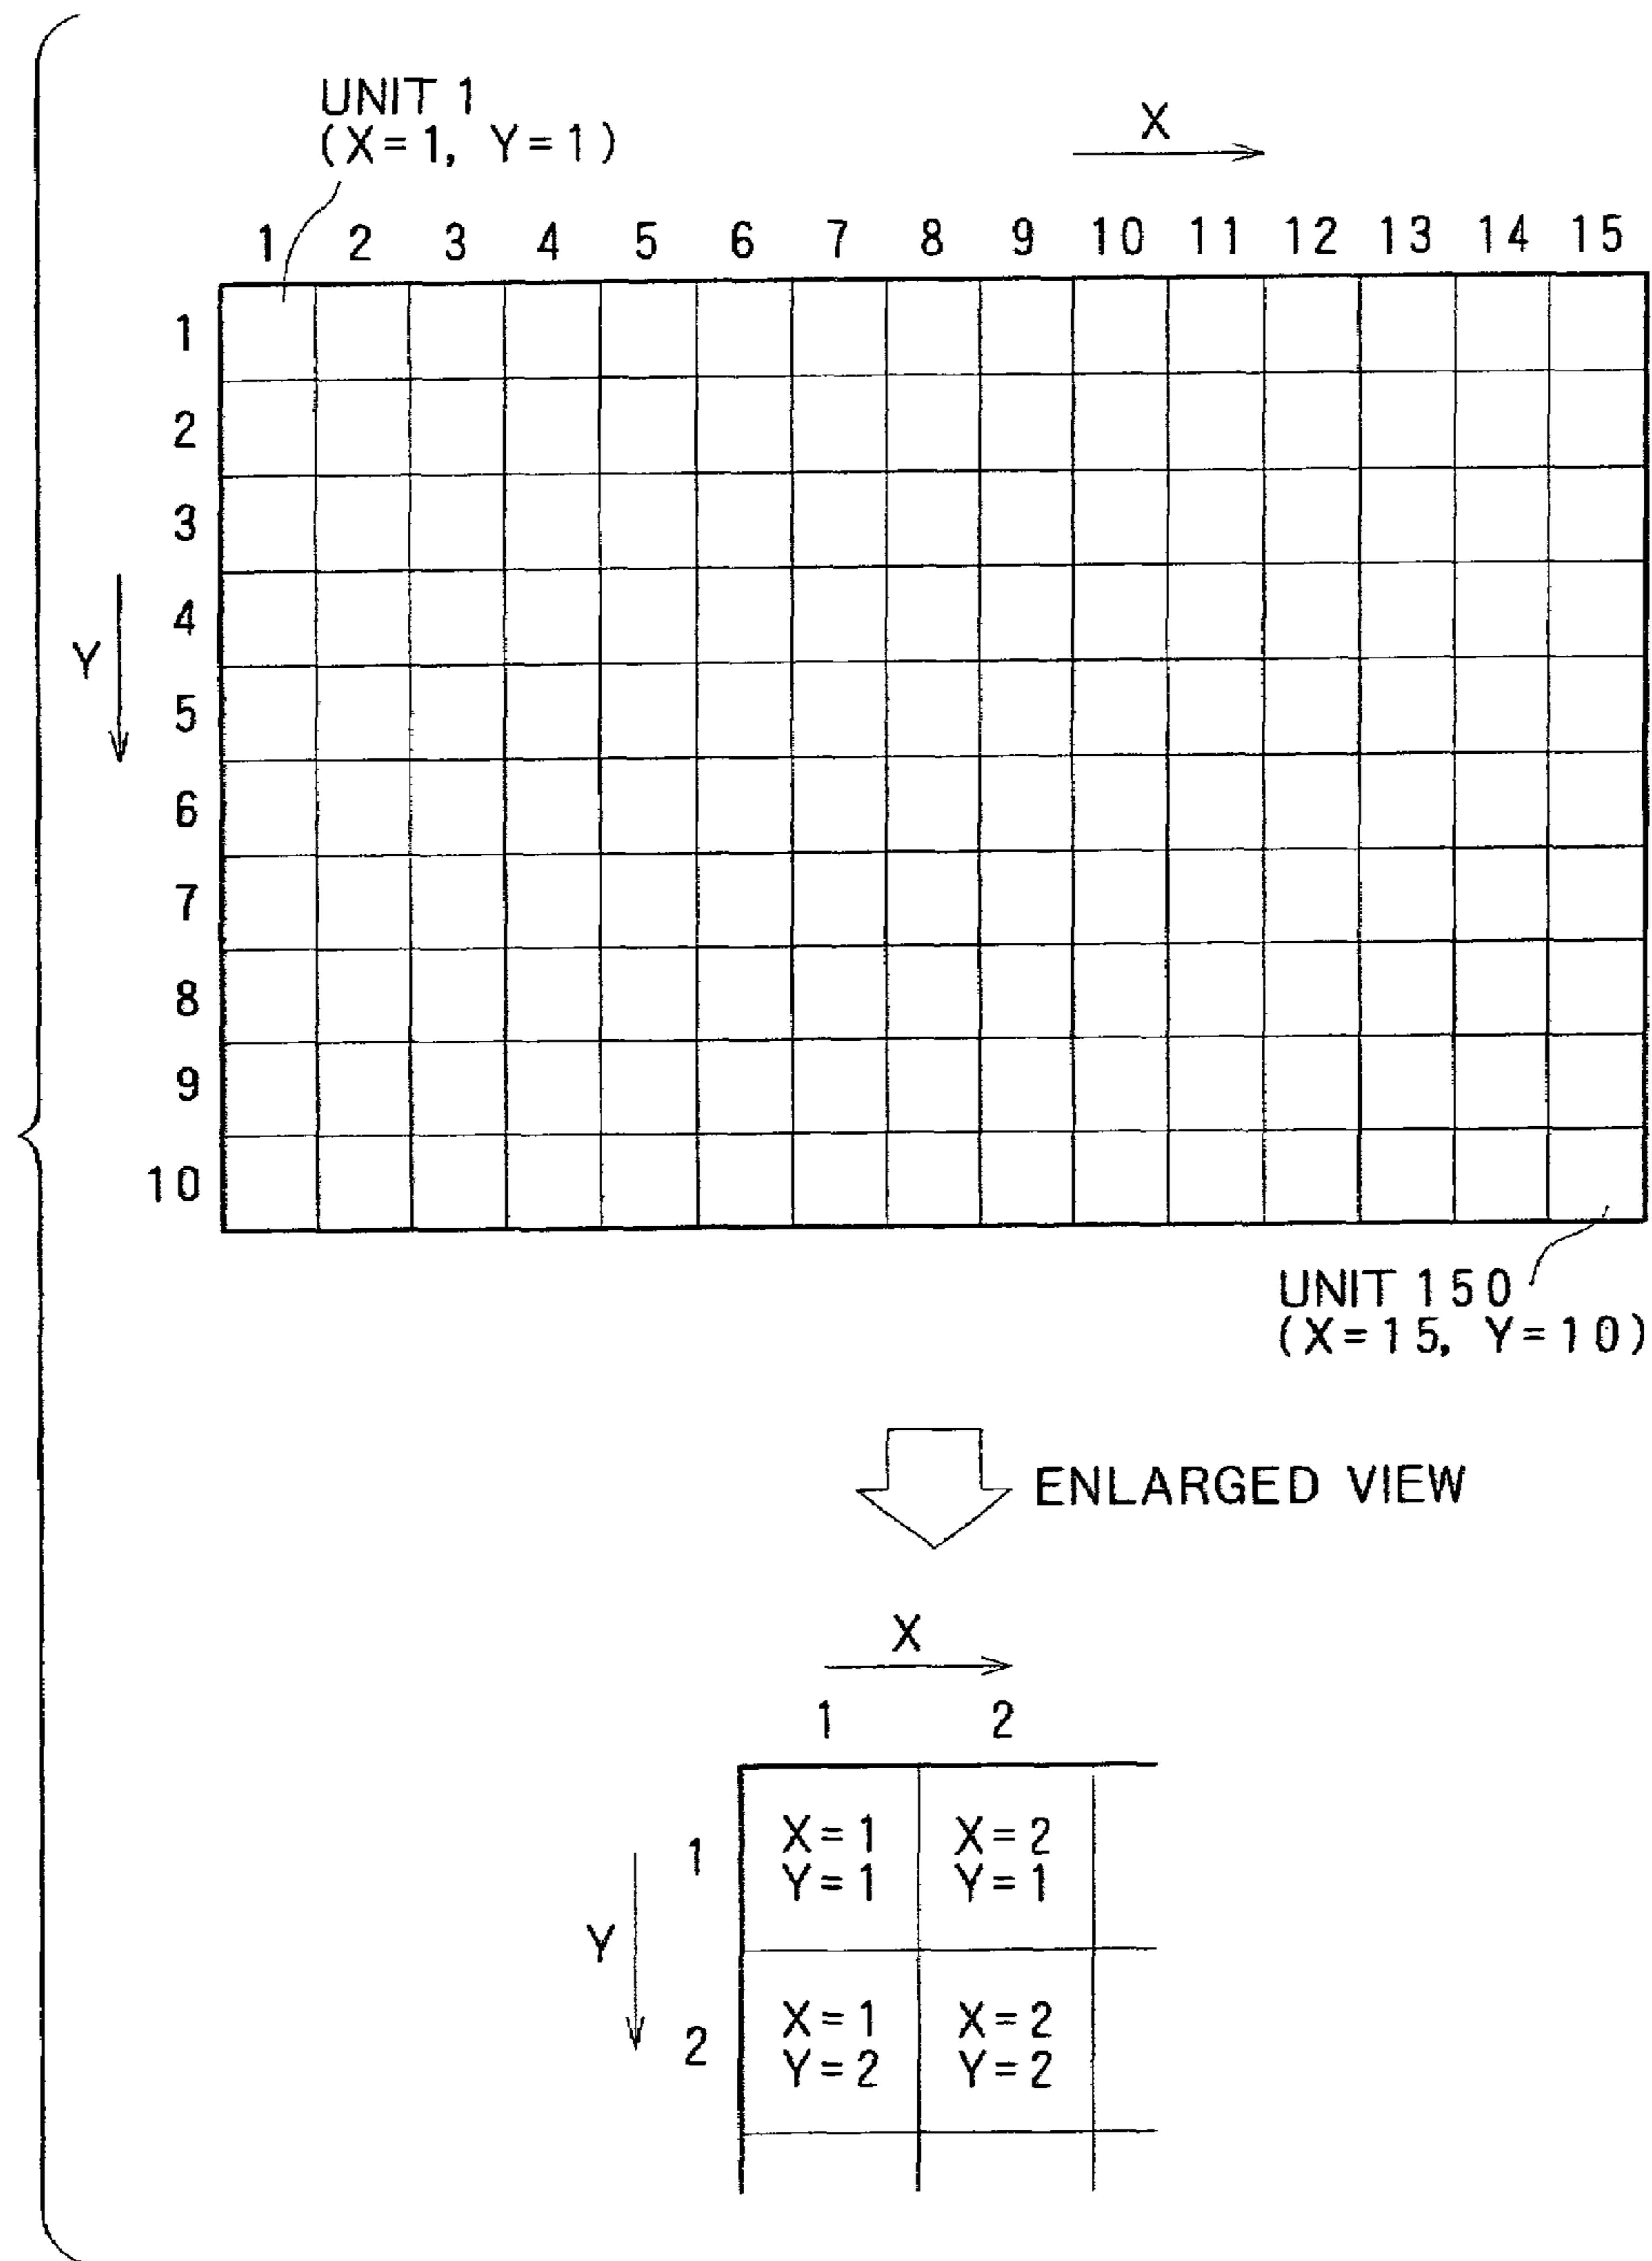 UNIT 1
(X=1, Y=1)
X
1 2 3 4 5 6 7 8 9 10 11 12 13 14 15
1
2
3
4
Y
5
6
7
8
9
10
UNIT 150
(X=15, Y=10)
ENLARGED VIEW
X
1 2
1 X=1 X=2
Y=1 Y=1
Y
2 X=1 X=2
Y=2 Y=2